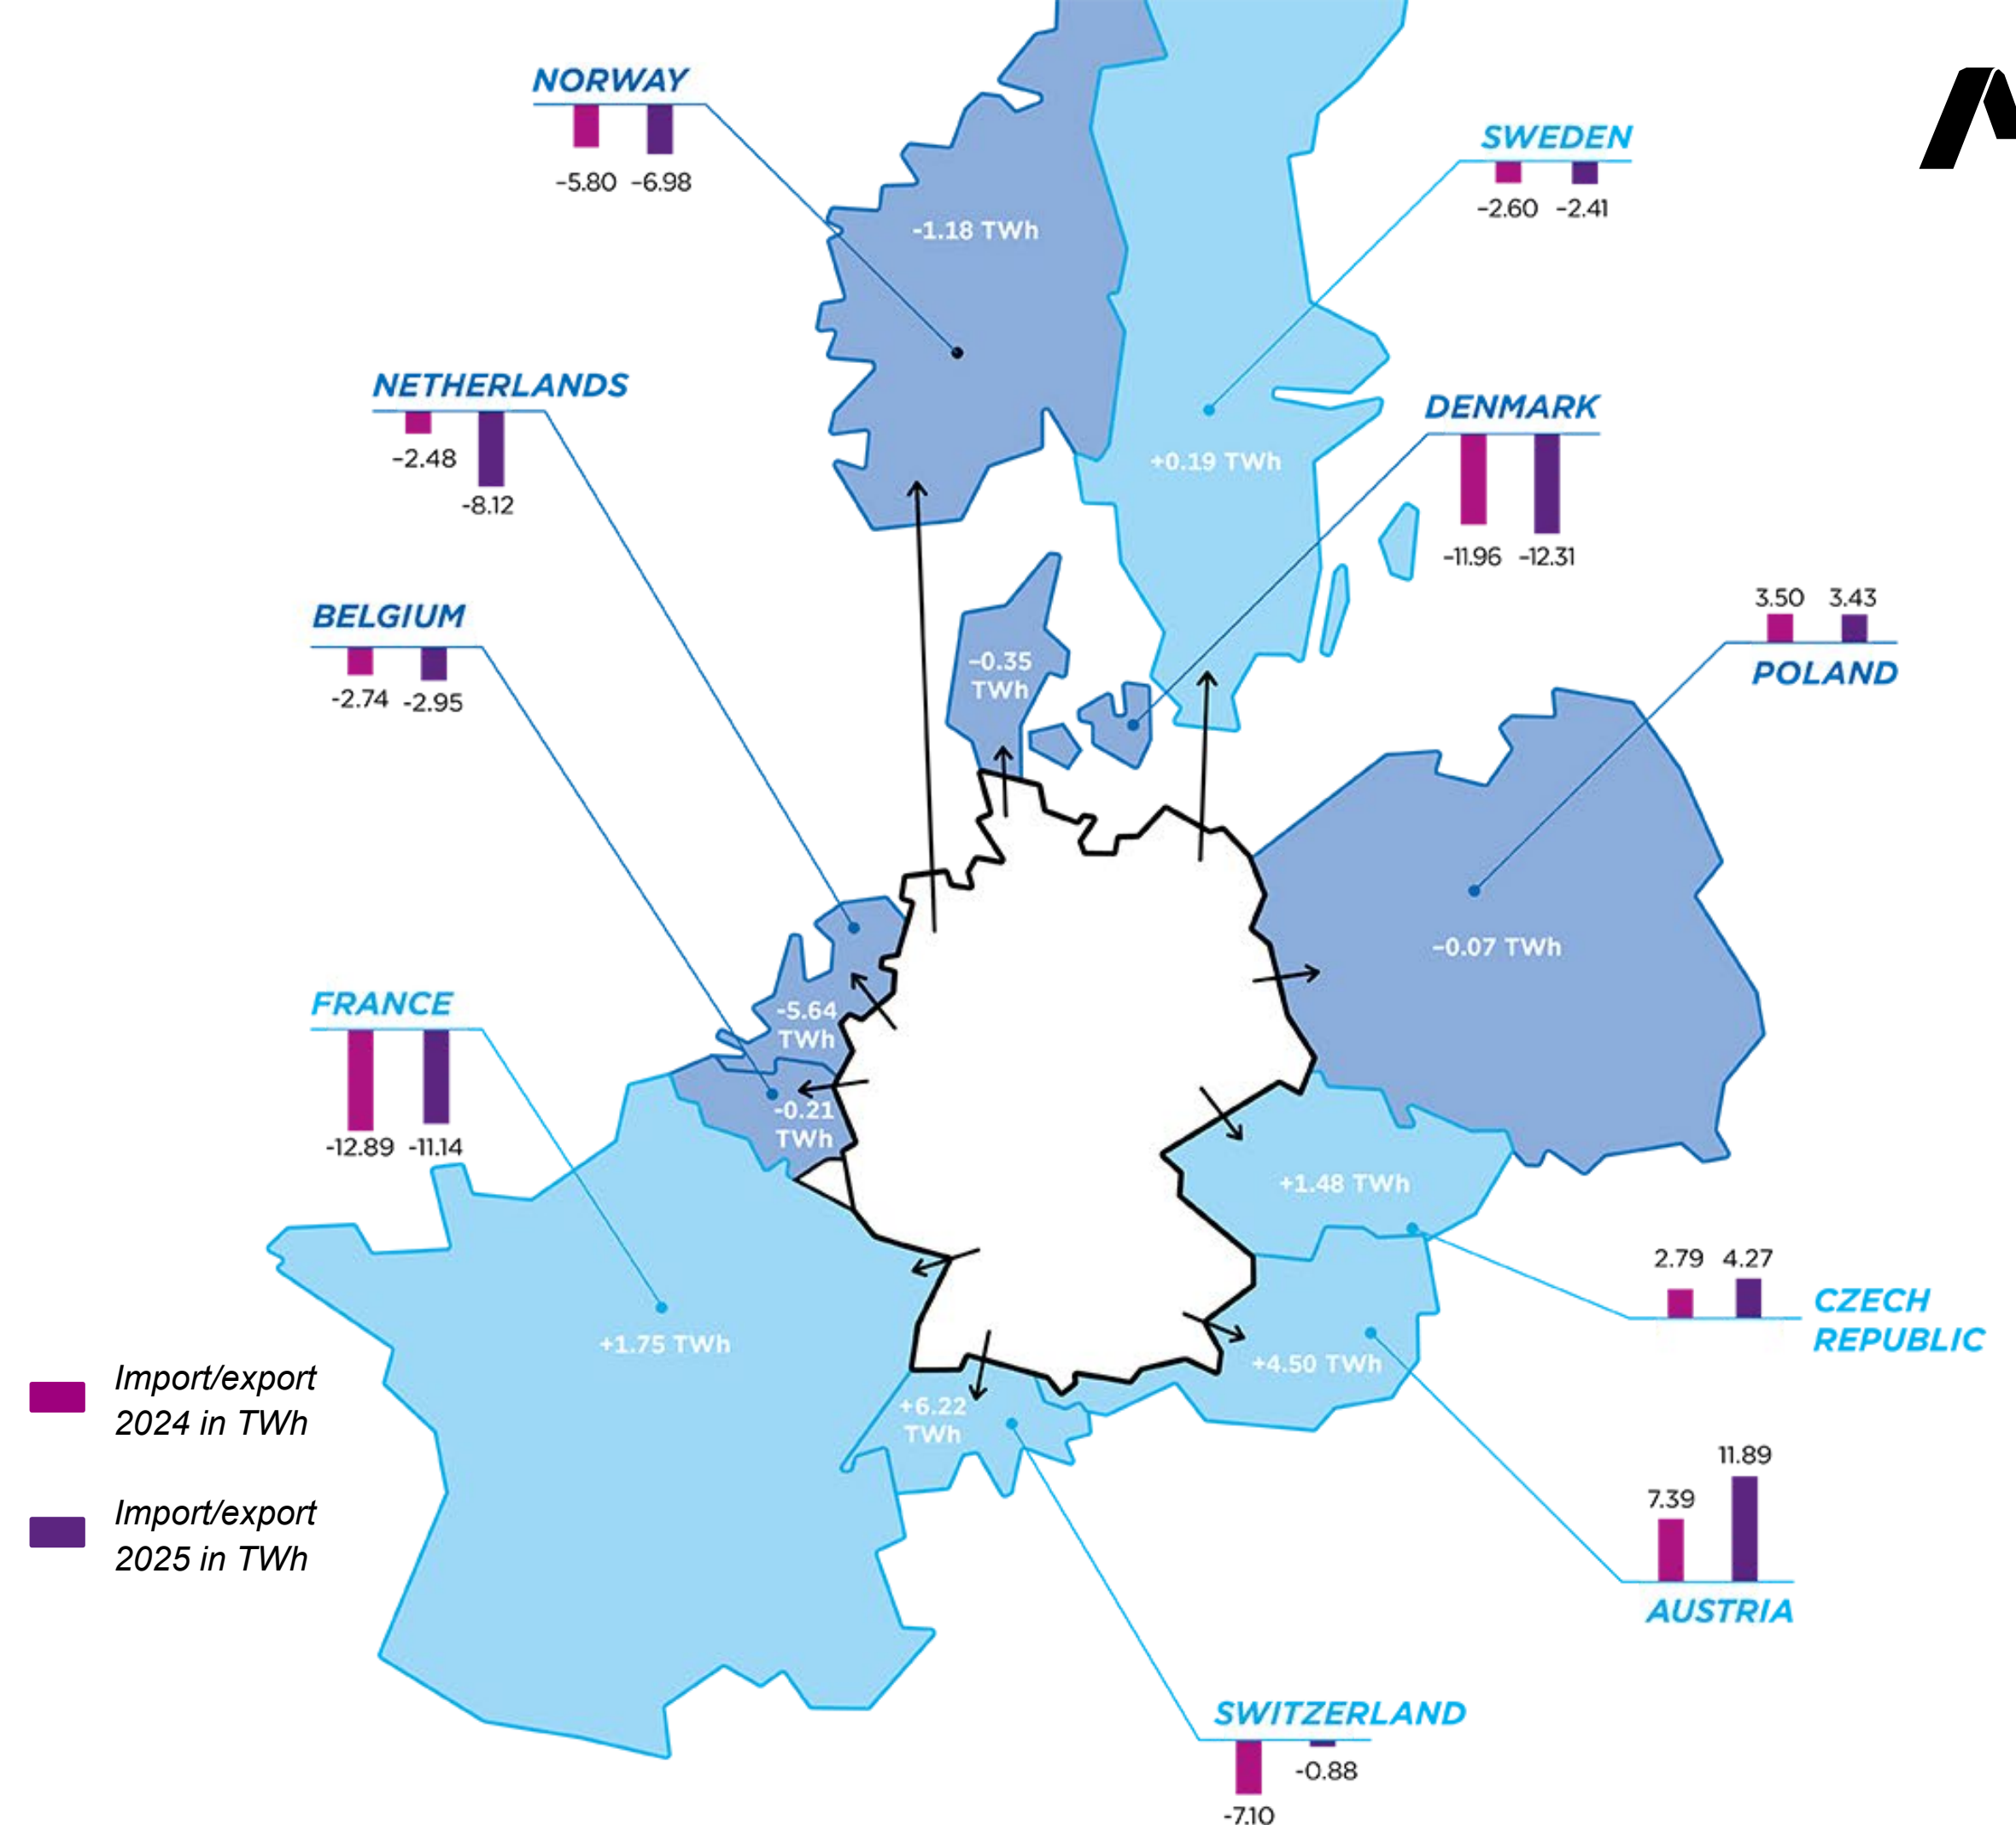 NORWAY
-5.80 -6.98
-1.18 TWh
SWEDEN
-2.60 -2.41
+0.19 TWh
NETHERLANDS
-2.48
-8.12
DENMARK
-11.96 -12.31
-0.35
TWh
BELGIUM
-2.74 -2.95
3.50 3.43
POLAND
-0.07 TWh
FRANCE
-12.89 -11.14
-5.64
TWh
-0.21
TWh
+1.48 TWh
2.79 4.27
CZECH
REPUBLIC
+1.75 TWh
+4.50 TWh
+6.22
TWh
Import/export
2024 in TWh
Import/export
2025 in TWh
7.39 11.89
AUSTRIA
SWITZERLAND
-0.88
-7.10